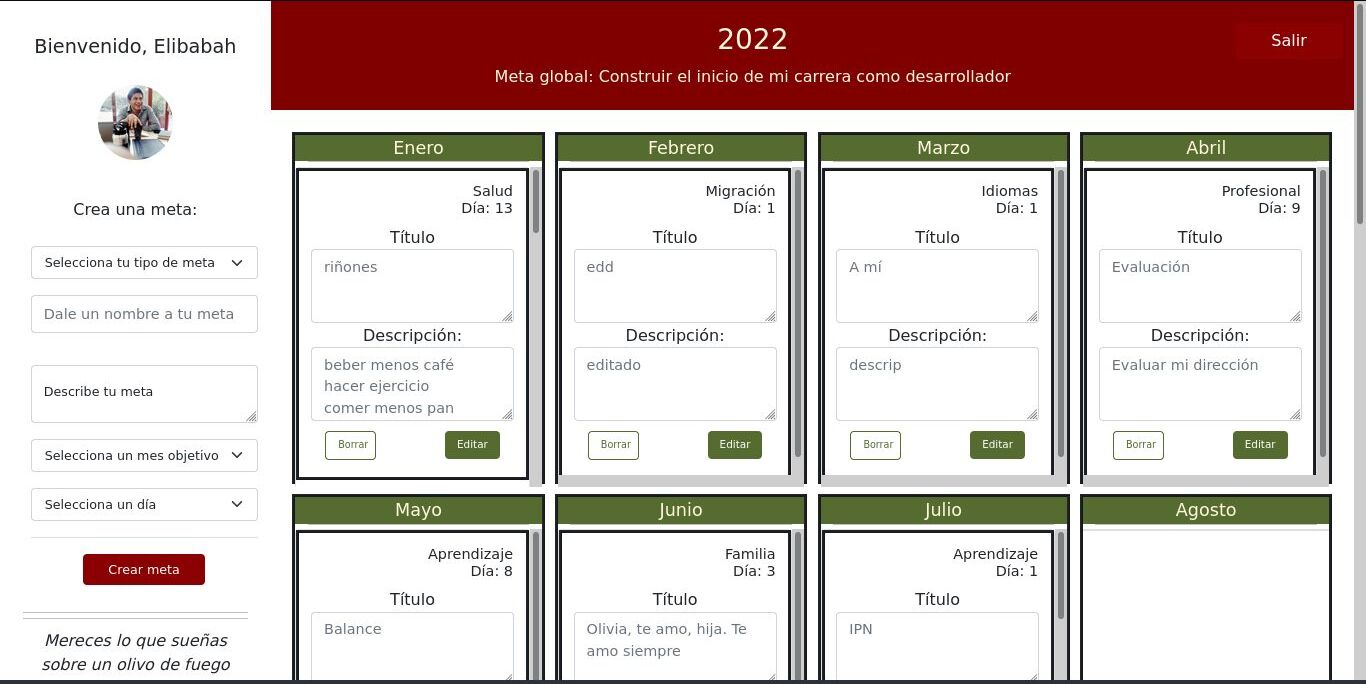 Bienvenido, Elibabah
Crea una meta:
Selecciona tu tipo de meta
Dale un nombre a tu meta
Describe tu meta
Selecciona un mes objetivo
Selecciona un día
Crear meta
Mereces lo que sueñas
sobre un olivo de fuego
2022
Meta global: Construir el inicio de mi carrera como desarrollador
Salir
Enero
Salud
Día: 13
Título
riñones
Descripción:
beber menos café
hacer ejercicio
comer menos pan
Borrar Editar
Febrero
Migración
Día: 1
Título
edd
Descripción:
editado
Borrar Editar
Marzo
Idiomas
Día: 1
Título
A mí
Descripción:
descrip
Borrar Editar
Abril
Profesional
Día: 9
Título
Evaluación
Descripción:
Evaluar mi dirección
Borrar Editar
Mayo
Aprendizaje
Día: 8
Título
Balance
Junio
Familia
Día: 3
Título
Olivia, te amo, hija. Te
amo siempre
Julio
Aprendizaje
Día: 1
Título
IPN
Agosto